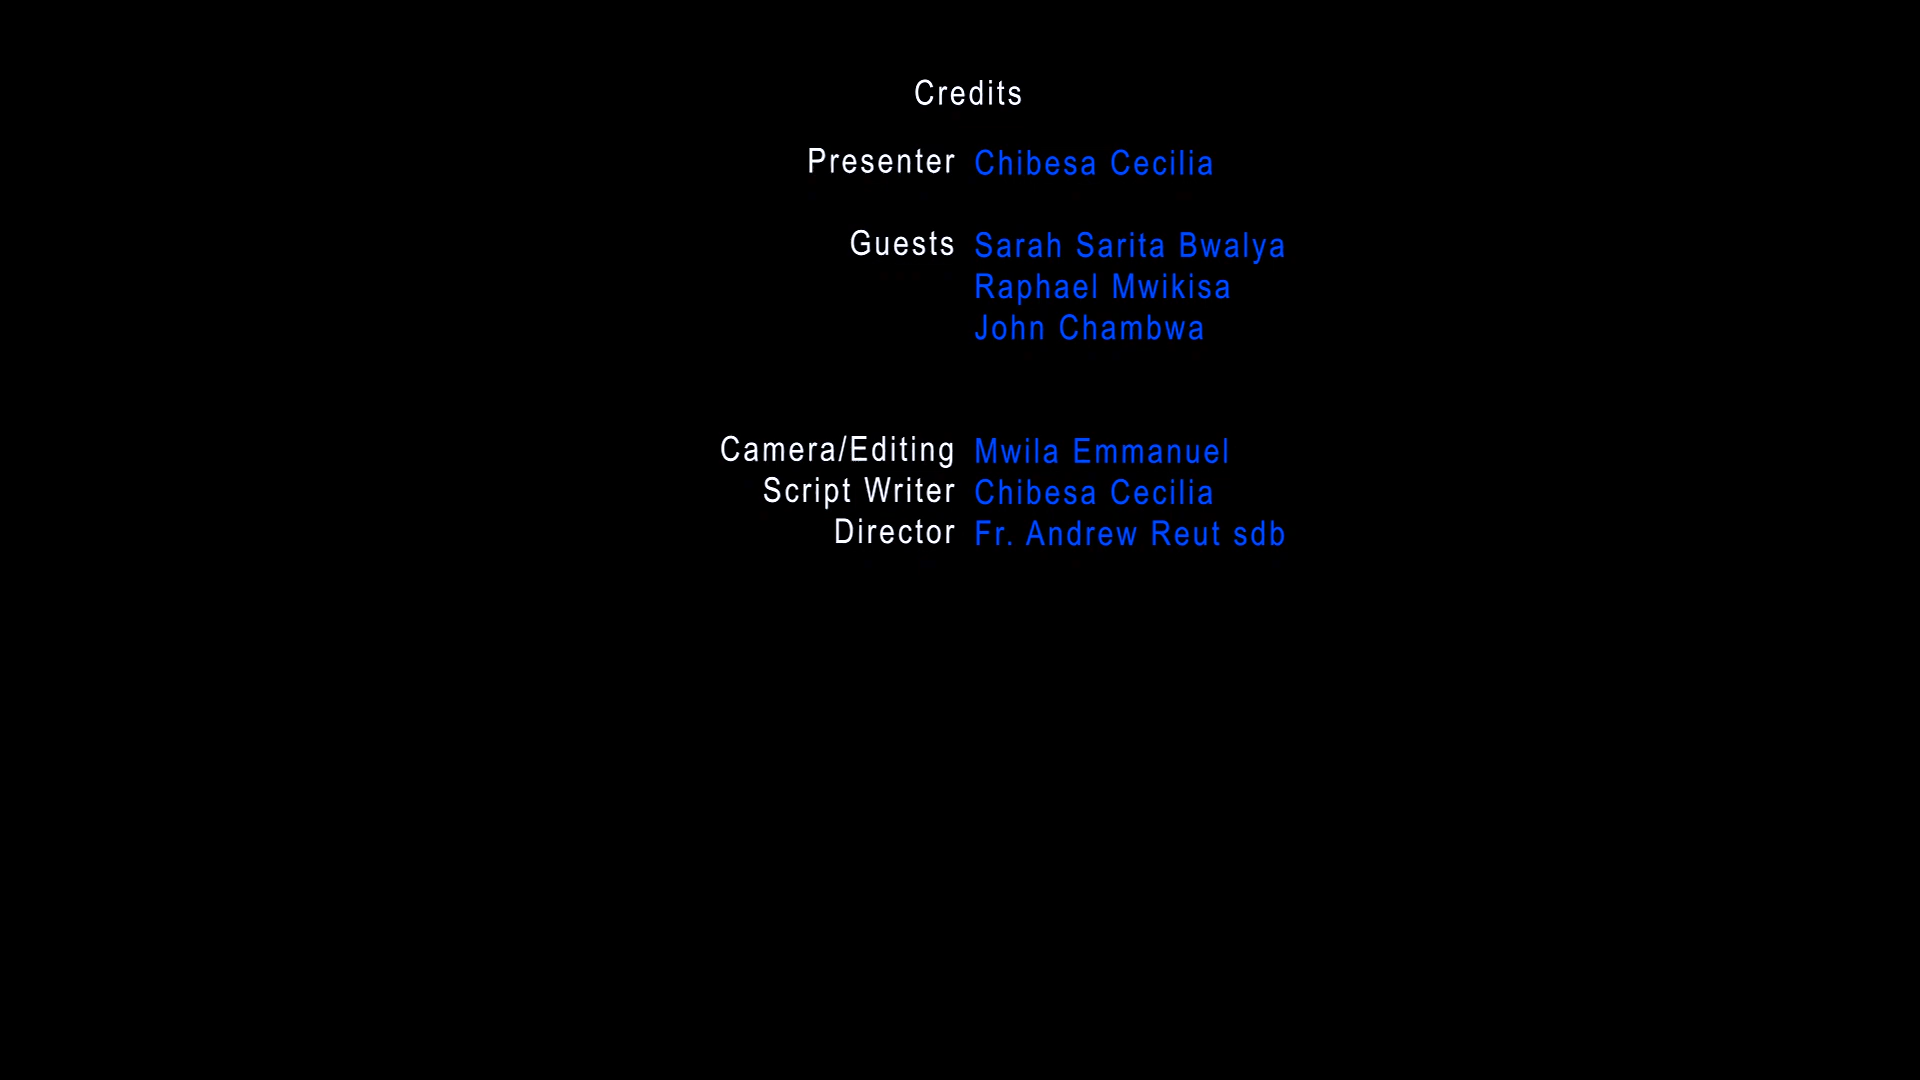 Credits
Presenter Chibesa Cecilia
Guests Sarah Sarita Bwalya
Raphael Mwikisa
John Chambwa
Camera/Editing Mwila Emmanuel
Script Writer Chibesa Cecilia
Director Fr. Andrew Reut sdb